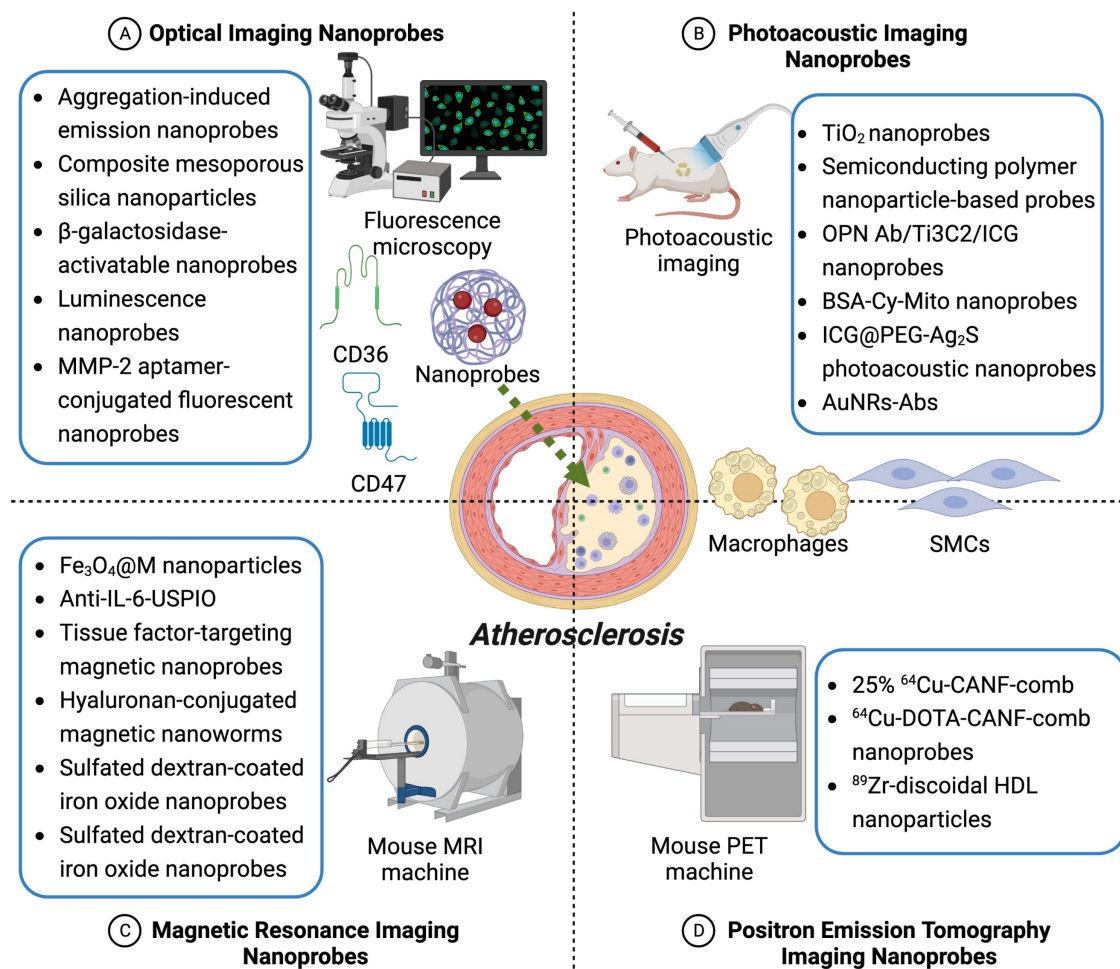 A Optical Imaging Nanoprobes
• Aggregation-induced
emission nanoprobes
• Composite mesoporous
silica nanoparticles
• β-galactosidase-
activatable nanoprobes
• Luminescence
nanoprobes
• MMP-2 aptamer-
conjugated fluorescent
nanoprobes
Fluorescence
microscopy
CD36
Nanoprobes
CD47
B Photoacoustic Imaging
Nanoprobes
Photoacoustic
imaging
• TiO₂ nanoprobes
• Semiconducting polymer
nanoparticle-based probes
• OPN Ab/Ti3C2/ICG
nanoprobes
• BSA-Cy-Mito nanoprobes
• ICG@PEG-Ag₂S
photoacoustic nanoprobes
• AuNRs-Abs
Macrophages
SMCs
Atherosclerosis
• Fe₃O₄@M nanoparticles
• Anti-IL-6-USPIO
• Tissue factor-targeting
magnetic nanoprobes
• Hyaluronan-conjugated
magnetic nanoworms
• Sulfated dextran-coated
iron oxide nanoprobes
• Sulfated dextran-coated
iron oxide nanoprobes
Mouse MRI
machine
C Magnetic Resonance Imaging
Nanoprobes
Mouse PET
machine
• 25% ⁶⁴Cu-CANF-comb
• ⁶⁴Cu-DOTA-CANF-comb
nanoprobes
• ⁸⁹Zr-discoidal HDL
nanoparticles
D Positron Emission Tomography
Imaging Nanoprobes